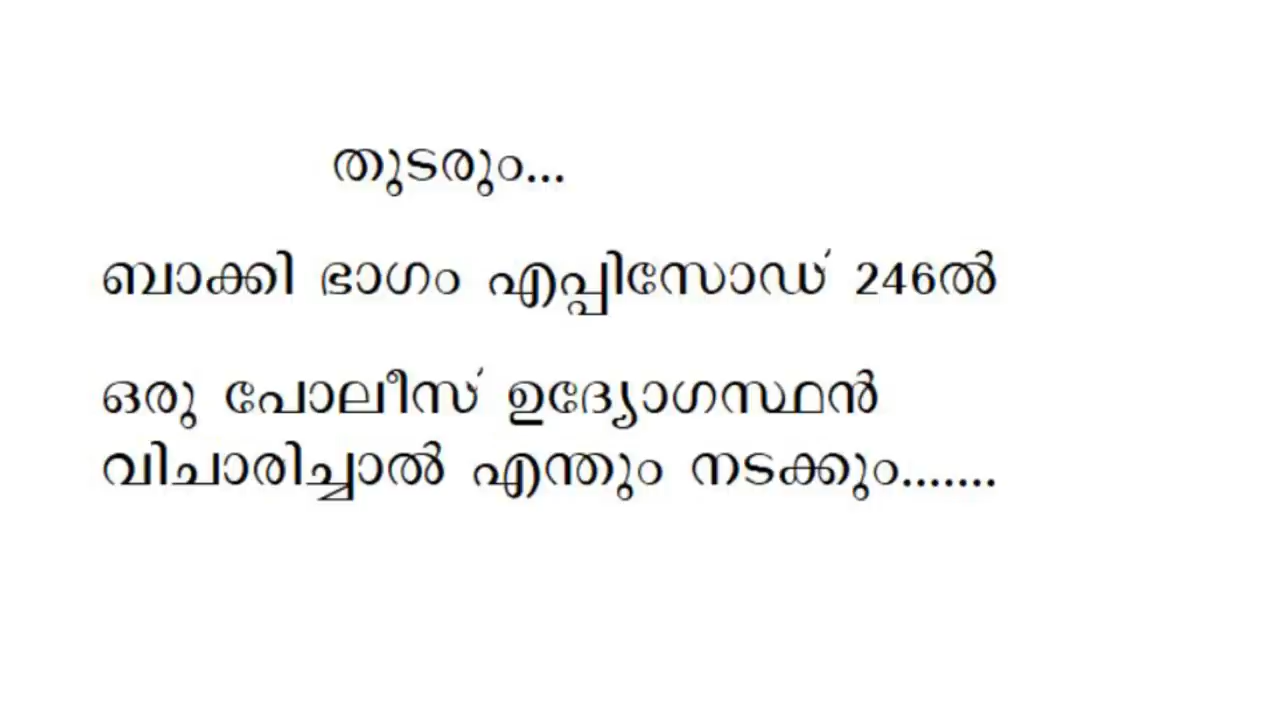 തുടരും...
ബാക്കി ഭാഗം എപ്പിസോഡ് 246ൽ
ഒരു പോലീസ് ഉദ്യോഗസ്ഥൻ
വിചാരിച്ചാൽ എന്തും നടക്കും.......